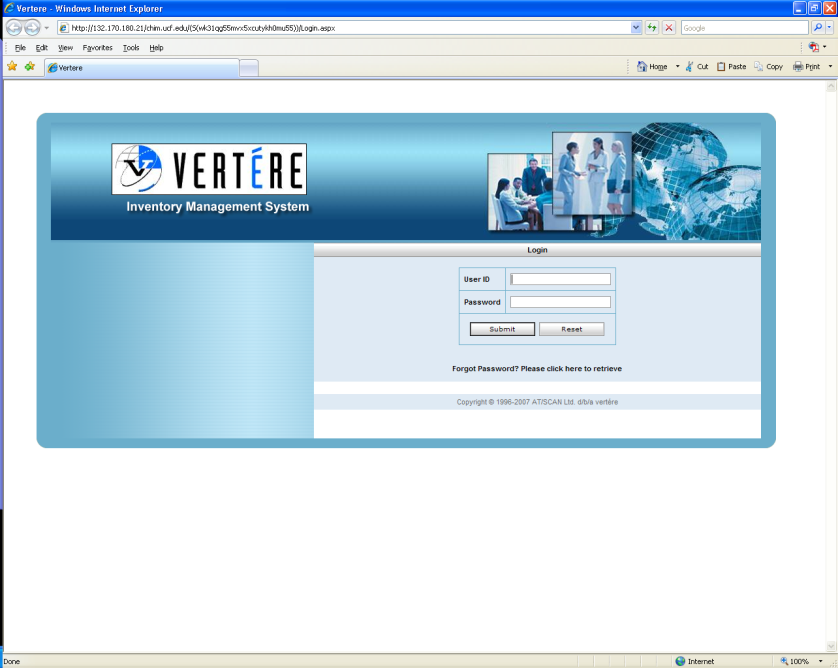 Vertere - Windows Internet Explorer
http://132.170.180.21/chim.ucf.edu/(S(wk31qg55mvx5xcutykh0mu55))/Login.aspx
Google
File Edit View Favorites Tools Help
Vertere
Home Cut Paste Copy Print
VERTÉRE
Inventory Management System
Login
User ID
Password
Submit Reset
Forgot Password? Please click here to retrieve
Copyright © 1996-2007 AT/SCAN Ltd. d/b/a vertére
Done Internet 100%